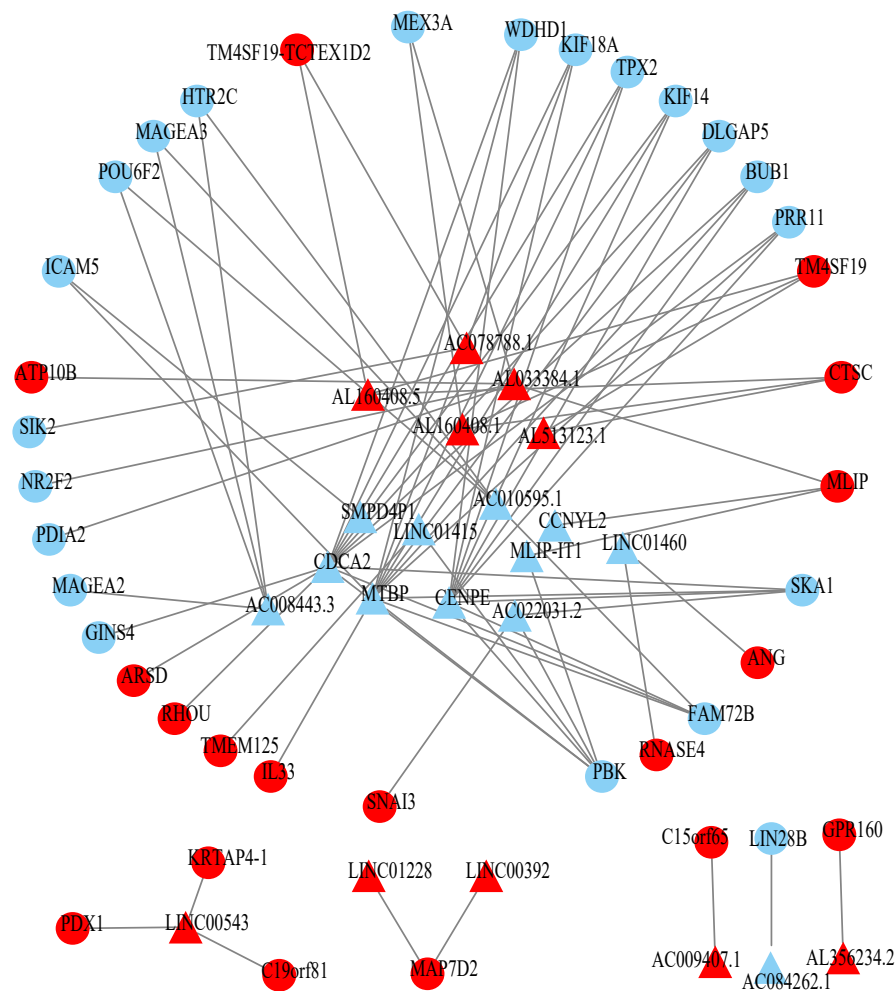 MEX3A
WDHD1
KIF18A
TM4SF19-TCTEX1D2
TPX2
HTR2C
KIF14
MAGEA3
DLGAP5
POU6F2
BUB1
PRR11
ICAM5
TM4SF19
AC078788.1
ATP10B
AL033384.1
CTSC
AL160408.5
SIK2
AL160408.1
AL513123.1
NR2F2
MLIP
AC010595.1
SMPD4P1
CCNYL2
PDIA2
LINC01415
LINC01460
MLIP-IT1
CDCA2
MAGEA2
SKA1
MTBP
CENPE
AC008443.3
AC022031.2
GINS4
ANG
ARSD
FAM72B
RHOU
TMEM125
RNASE4
IL33
PBK
SNAI3
C15orf65
LIN28B
GPR160
KRTAP4-1
LINC01228
LINC00392
PDX1
LINC00543
AC009407.1
AL356234.2
C19orf81
MAP7D2
AC084262.1